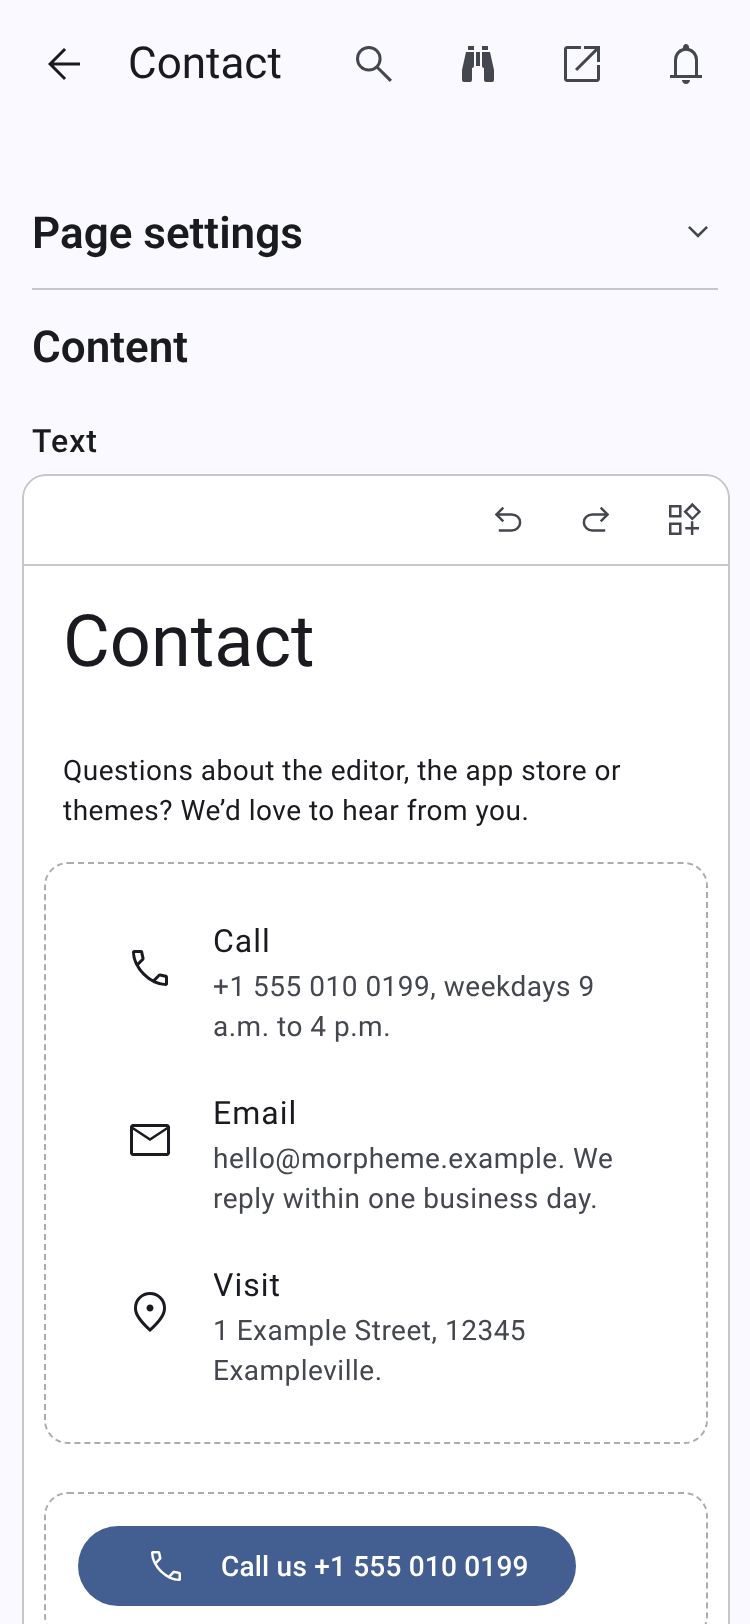 Contact
Page settings
Content
Text
Contact
Questions about the editor, the app store or
themes? We’d love to hear from you.
Call
+1 555 010 0199, weekdays 9
a.m. to 4 p.m.
Email
hello@morpheme.example. We
reply within one business day.
Visit
1 Example Street, 12345
Exampleville.
Call us +1 555 010 0199